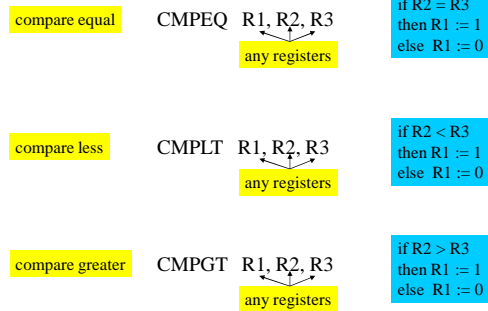 compare equal CMPEQ R1, R2, R3 if R2 = R3
then R1 := 1
else R1 := 0
any registers
compare less CMPLT R1, R2, R3 if R2 < R3
then R1 := 1
else R1 := 0
any registers
compare greater CMPGT R1, R2, R3 if R2 > R3
then R1 := 1
else R1 := 0
any registers